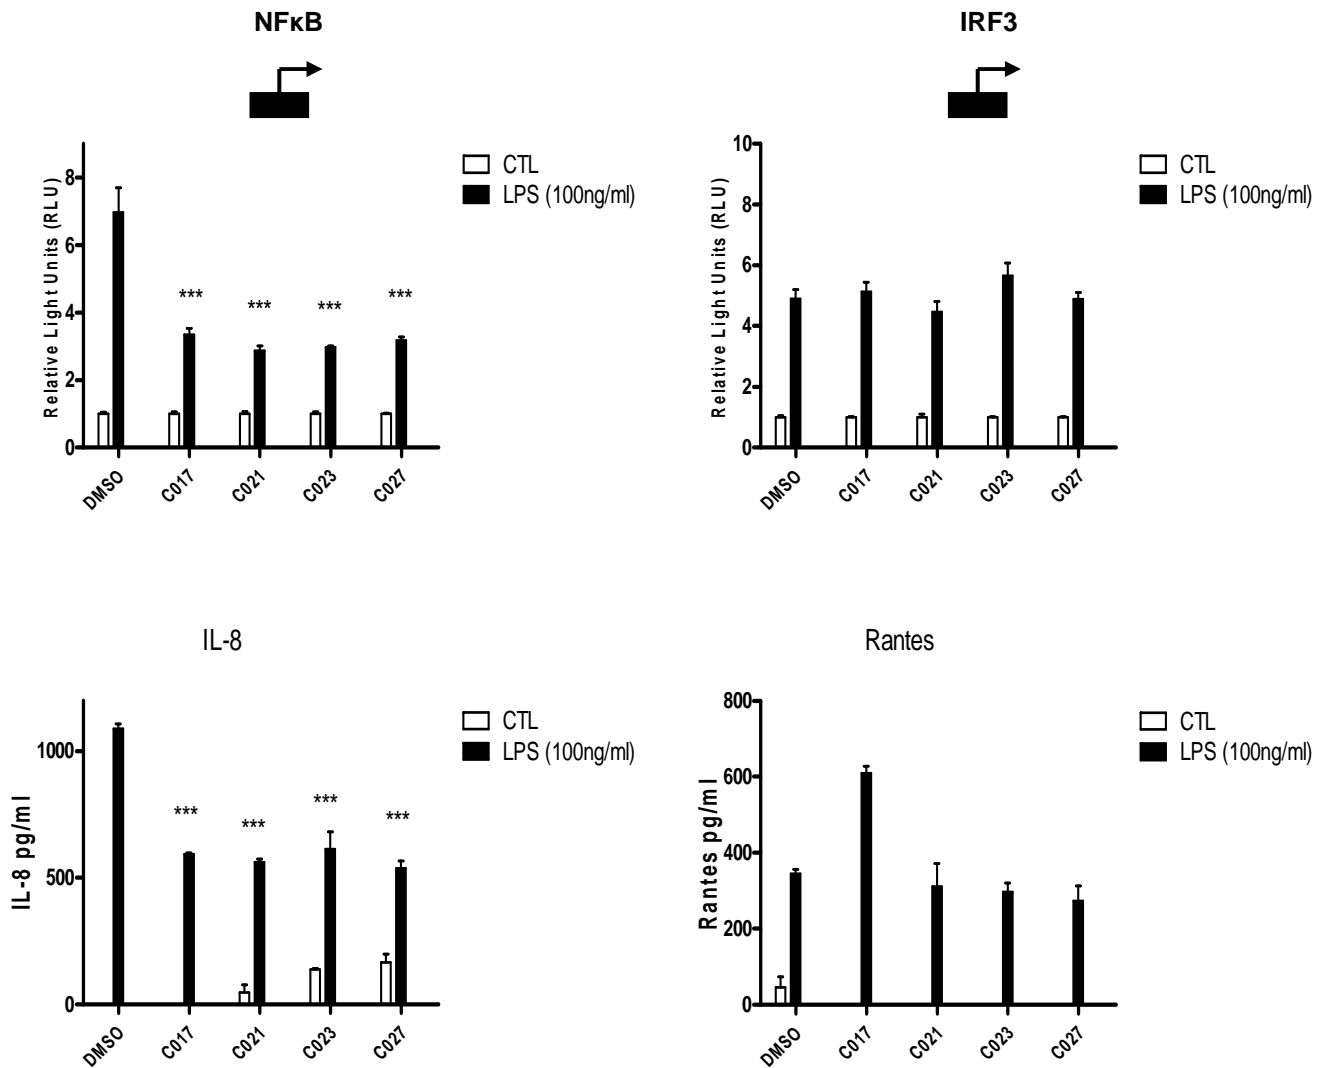 NFκB
IRF3
Relative Light Units (RLU)
8
6
4
2
0
***
***
***
***
CTL
LPS (100ng/ml)
DMSO
C017
C021
C023
C027
Relative Light Units (RLU)
10
8
6
4
2
0
CTL
LPS (100ng/ml)
DMSO
C017
C021
C023
C027
IL-8
Rantes
IL-8 pg/ml
1000
500
0
***
***
***
***
CTL
LPS (100ng/ml)
DMSO
C017
C021
C023
C027
Rantes pg/ml
800
600
400
200
0
CTL
LPS (100ng/ml)
DMSO
C017
C021
C023
C027